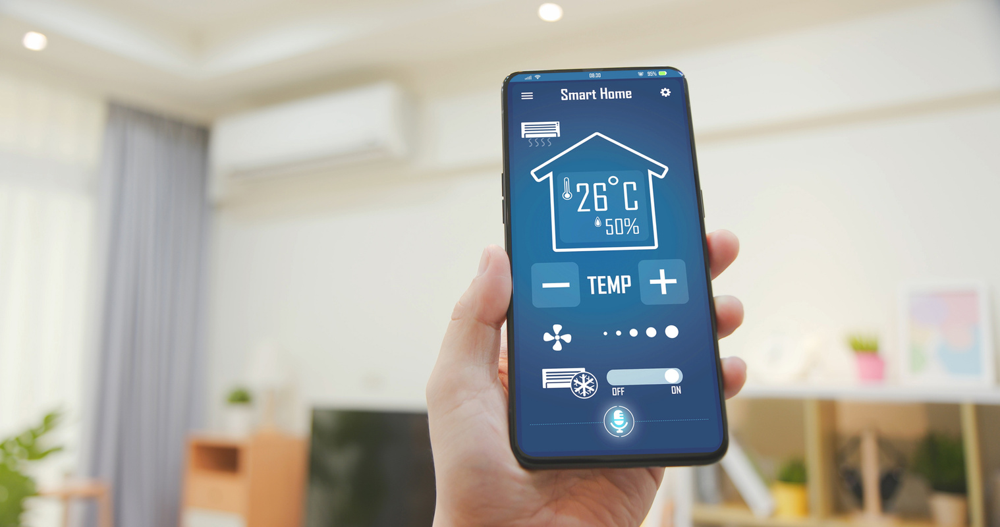 08:30 95%
Smart Home
26°C
50%
TEMP
OFF ON